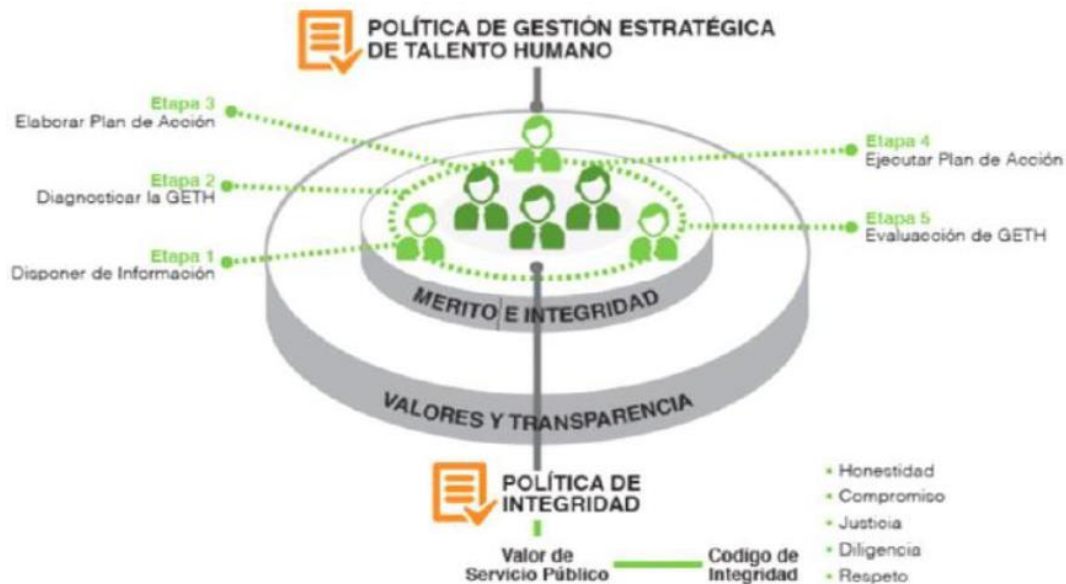 POLÍTICA DE GESTIÓN ESTRATÉGICA
DE TALENTO HUMANO
Etapa 3
Elaborar Plan de Acción
Etapa 2
Diagnosticar la GETH
Etapa 1
Disponer de Información
Etapa 4
Ejecutar Plan de Acción
Etapa 5
Evaluacción de GETH
MERITO E INTEGRIDAD
VALORES Y TRANSPARENCIA
POLÍTICA DE
INTEGRIDAD
Valor de
Servicio Público
Codigo de
Integridad
• Honestidad
• Compromiso
• Justicia
• Diligencia
• Respeto